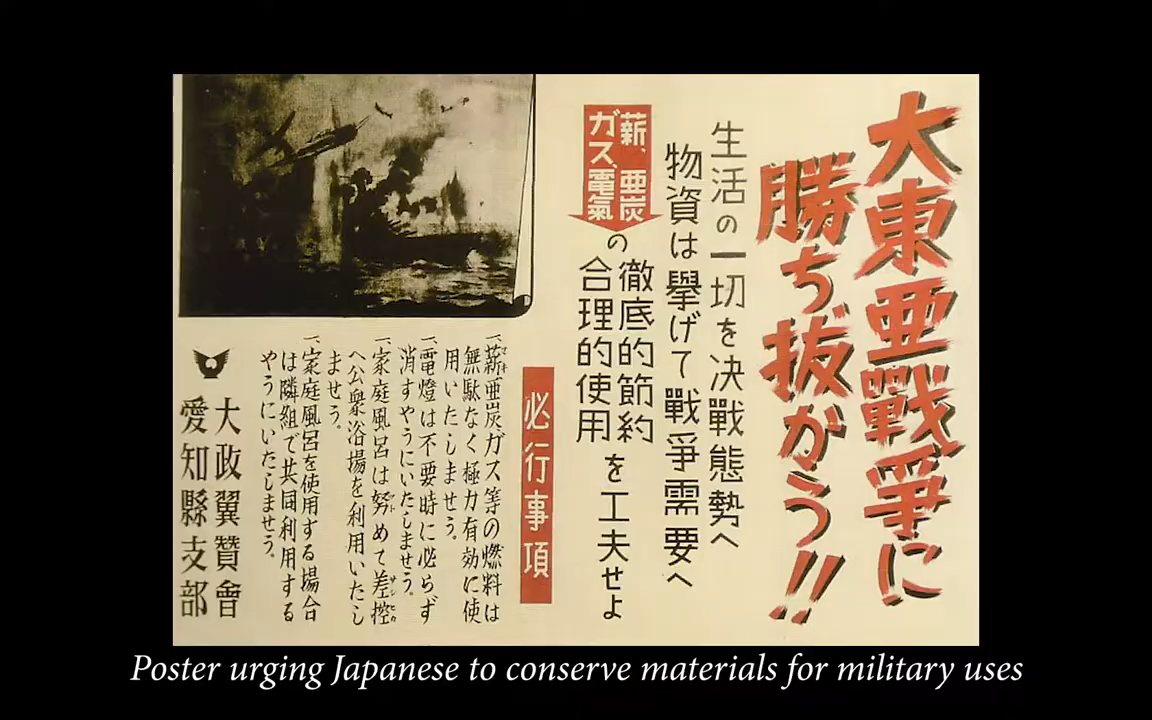 大東亜戰爭に
勝ち抜がう!!
生活の一切を決戰態勢へ
物資は擧げて戰爭需要へ
薪、亜炭
ガス、電氣
の
徹底的節約
合理的使用
を工夫せよ
必行事項
一、薪亜炭ガス等の燃料は
無駄なく極力有効に使
用いたしませう。
一、電燈は不要時に必らず
消すやうにいたしませう。
一、家庭風呂は努めて差控
へ公衆浴場を利用いたし
ませう。
一、家庭風呂を使用する場合
は隣組で共同利用する
やうにいたしませう。
大政翼贊會
愛知縣支部
Poster urging Japanese to conserve materials for military uses